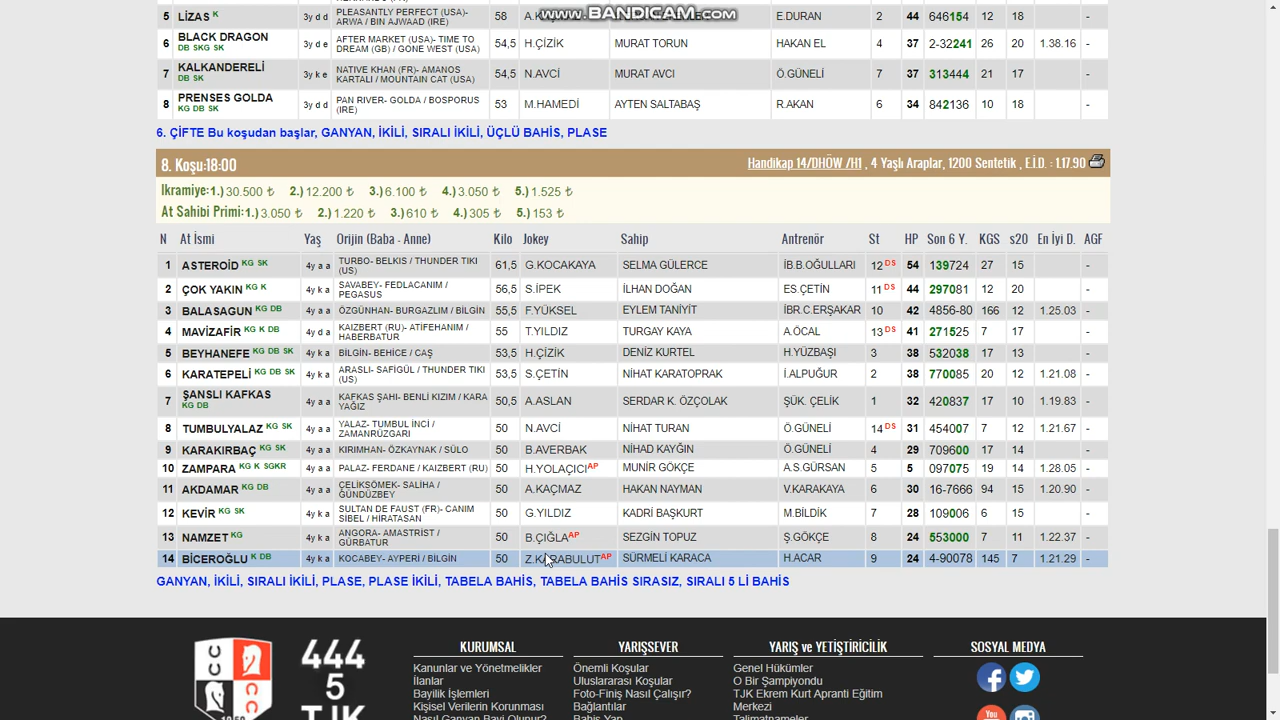 www.BANDICAM.com
5 LİZAS K 3y d d PLEASANTLY PERFECT (USA)- ARWA / BIN AJWAAD (IRE) 58 E.DURAN 2 44 646154 12 18 -
6 BLACK DRAGON DB SKG SK 3y d e AFTER MARKET (USA)- TIME TO DREAM (GB) / GONE WEST (USA) 54,5 H.ÇİZİK MURAT TORUN HAKAN EL 4 37 2-32241 26 20 1.38.16 -
7 KALKANDERELİ DB SK 3y k e NATIVE KHAN (FR)- AMANOS KARTALI / MOUNTAIN CAT (USA) 54,5 N.AVCİ MURAT AVCI Ö.GÜNELİ 7 37 313444 21 17 -
8 PRENSES GOLDA KG DB SK 3y d d PAN RIVER- GOLDA / BOSPORUS (IRE) 53 M.HAMEDİ AYTEN SALTABAŞ R.AKAN 6 34 842136 10 18 -
6. ÇİFTE Bu koşudan başlar, GANYAN, İKİLİ, SIRALI İKİLİ, ÜÇLÜ BAHİS, PLASE
8. Koşu:18:00 Handikap 14/DHÖW /H1 , 4 Yaşlı Araplar, 1200 Sentetik , E.İ.D. : 1.17.90
İkramiye: 1.) 30.500 ₺ 2.) 12.200 ₺ 3.) 6.100 ₺ 4.) 3.050 ₺ 5.) 1.525 ₺
At Sahibi Primi: 1.) 3.050 ₺ 2.) 1.220 ₺ 3.) 610 ₺ 4.) 305 ₺ 5.) 153 ₺
N At İsmi Yaş Orijin (Baba - Anne) Kilo Jokey Sahip Antrenör St HP Son 6 Y. KGS s20 En İyi D. AGF
1 ASTEROİD KG SK 4y a a TURBO- BELKIS / THUNDER TIKI (US) 61,5 G.KOCAKAYA SELMA GÜLERCE İB.B.OĞULLARI 12 DS 54 139724 27 15 -
2 ÇOK YAKIN KG K 4y k a SAVABEY- FEDLACANIM / PEGASUS 56,5 S.İPEK İLHAN DOĞAN ES.ÇETİN 11 DS 44 297081 12 20 -
3 BALASAGUN KG DB 4y a a ÖZGÜNHAN- BURGAZLIM / BİLGİN 55,5 F.YÜKSEL EYLEM TANİYİT İBR.C.ERŞAKAR 10 42 4856-80 166 12 1.25.03 -
4 MAVİZAFİR KG K DB 4y d a KAIZBERT (RU)- ATİFEHANIM / HABERBATUR 55 T.YILDIZ TURGAY KAYA A.ÖCAL 13 DS 41 271525 7 17 -
5 BEYHANEFE KG DB SK 4y k a BİLGİN- BEHİCE / CAŞ 53,5 H.ÇİZİK DENİZ KURTEL H.YÜZBAŞI 3 38 532038 17 13 -
6 KARATEPELİ KG DB SK 4y k a ARASLI- SAFİGÜL / THUNDER TIKI (US) 53,5 S.ÇETİN NİHAT KARATOPRAK İ.ALPUĞUR 2 38 770085 20 12 1.21.08 -
7 ŞANSLI KAFKAS KG DB 4y a a KAFKAS ŞAHI- BENLİ KIZIM / KARA YAĞIZ 50,5 A.ASLAN SERDAR K. ÖZÇOLAK ŞÜK. ÇELİK 1 32 420837 17 10 1.19.83 -
8 TUMBULYALAZ KG SK 4y a a YALAZ- TUMBUL İNCİ / ZAMANRÜZGARI 50 N.AVCİ NİHAT TURAN Ö.GÜNELİ 14 DS 31 454007 7 12 1.21.67 -
9 KARAKIRBAÇ KG SK 4y a a KIRIMHAN- ÖZKAYNAK / SÜLO 50 B.AVERBAK NİHAD KAYĞIN Ö.GÜNELİ 4 29 709600 17 14 -
10 ZAMPARA KG K SGKR 4y a a PALAZ- FERDANE / KAIZBERT (RU) 50 H.YOLAÇICI AP MUNİR GÖKÇE A.S.GÜRSAN 5 5 097075 19 14 1.28.05 -
11 AKDAMAR KG DB 4y a a ÇELİKSÖMEK- SALİHA / GÜNDÜZBEY 50 A.KAÇMAZ HAKAN NAYMAN V.KARAKAYA 6 30 16-7666 94 15 1.20.90 -
12 KEVİR KG SK 4y k a SULTAN DE FAUST (FR)- CANIM SIBEL / HIRATASAN 50 G.YILDIZ KADRİ BAŞKURT M.BİLDİK 7 28 109006 6 15 -
13 NAMZET KG 4y k a ANGORA- AMASTRİST / GÜRBATUR 50 B.ÇIĞLA AP SEZGİN TOPUZ Ş.GÖKÇE 8 24 553000 7 11 1.22.37 -
14 BİCEROĞLU K DB 4y k a KOCABEY- AYPERİ / BİLGİN 50 Z.KARABULUT AP SÜRMELİ KARACA H.ACAR 9 24 4-90078 145 7 1.21.29 -
GANYAN, İKİLİ, SIRALI İKİLİ, PLASE, PLASE İKİLİ, TABELA BAHİS, TABELA BAHİS SIRASIZ, SIRALI 5 Lİ BAHİS
444 5 TJK
KURUMSAL YARIŞSEVER YARIŞ ve YETİŞTİRİCİLİK SOSYAL MEDYA
Kanunlar ve Yönetmelikler Önemli Koşular Genel Hükümler
İlanlar Uluslararası Koşular O Bir Şampiyondu
Bayilik İşlemleri Foto-Finiş Nasıl Çalışır? TJK Ekrem Kurt Apranti Eğitim
Kişisel Verilerin Korunması Bağlantılar Merkezi
Nasıl Ganyan Bayi Olunur? Bahis Yap Talimatnameler
You